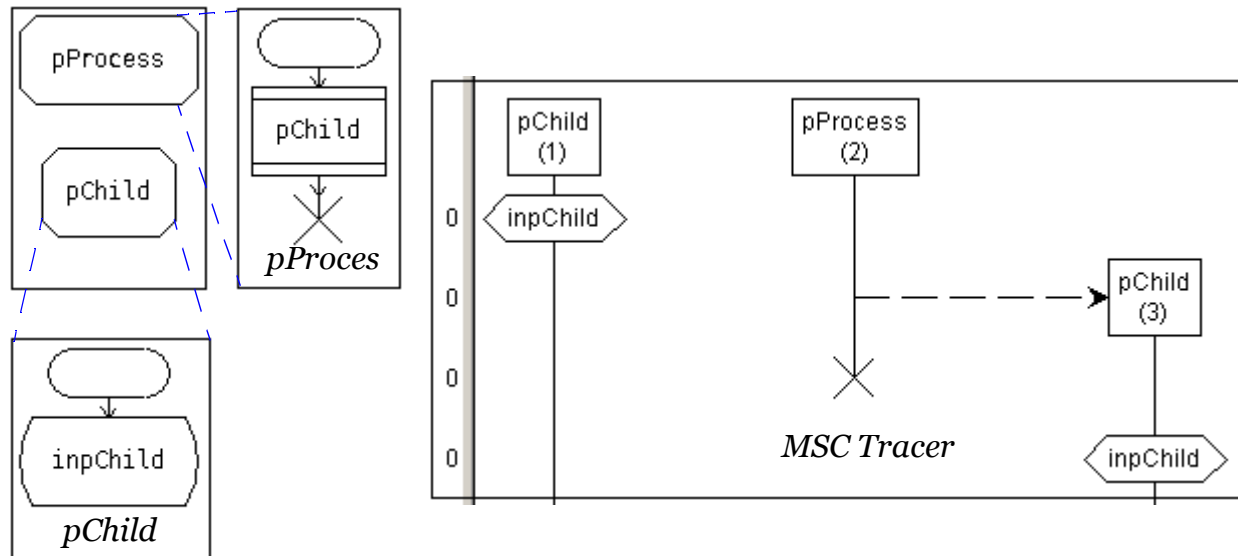 pProcess
pChild
pChild
pProces
inpChild
pChild
pChild
(1)
pProcess
(2)
0
inpChild
0
pChild
(3)
0
0
MSC Tracer
inpChild